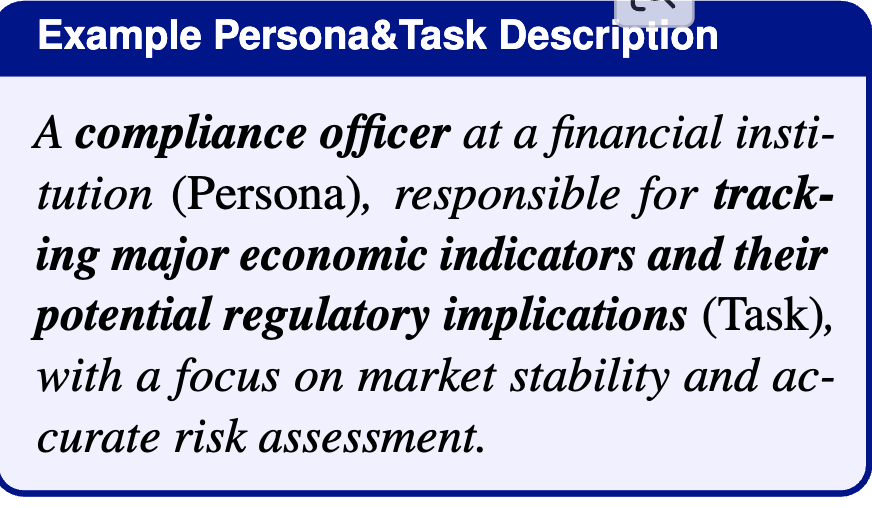 Example Persona&Task Description
A compliance officer at a financial insti-
tution (Persona), responsible for track-
ing major economic indicators and their
potential regulatory implications (Task),
with a focus on market stability and ac-
curate risk assessment.